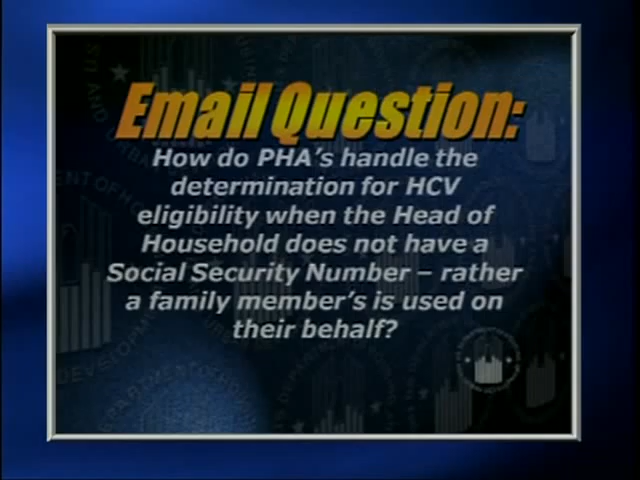 Email Question:
How do PHA's handle the
determination for HCV
eligibility when the Head of
Household does not have a
Social Security Number – rather
a family member's is used on
their behalf?